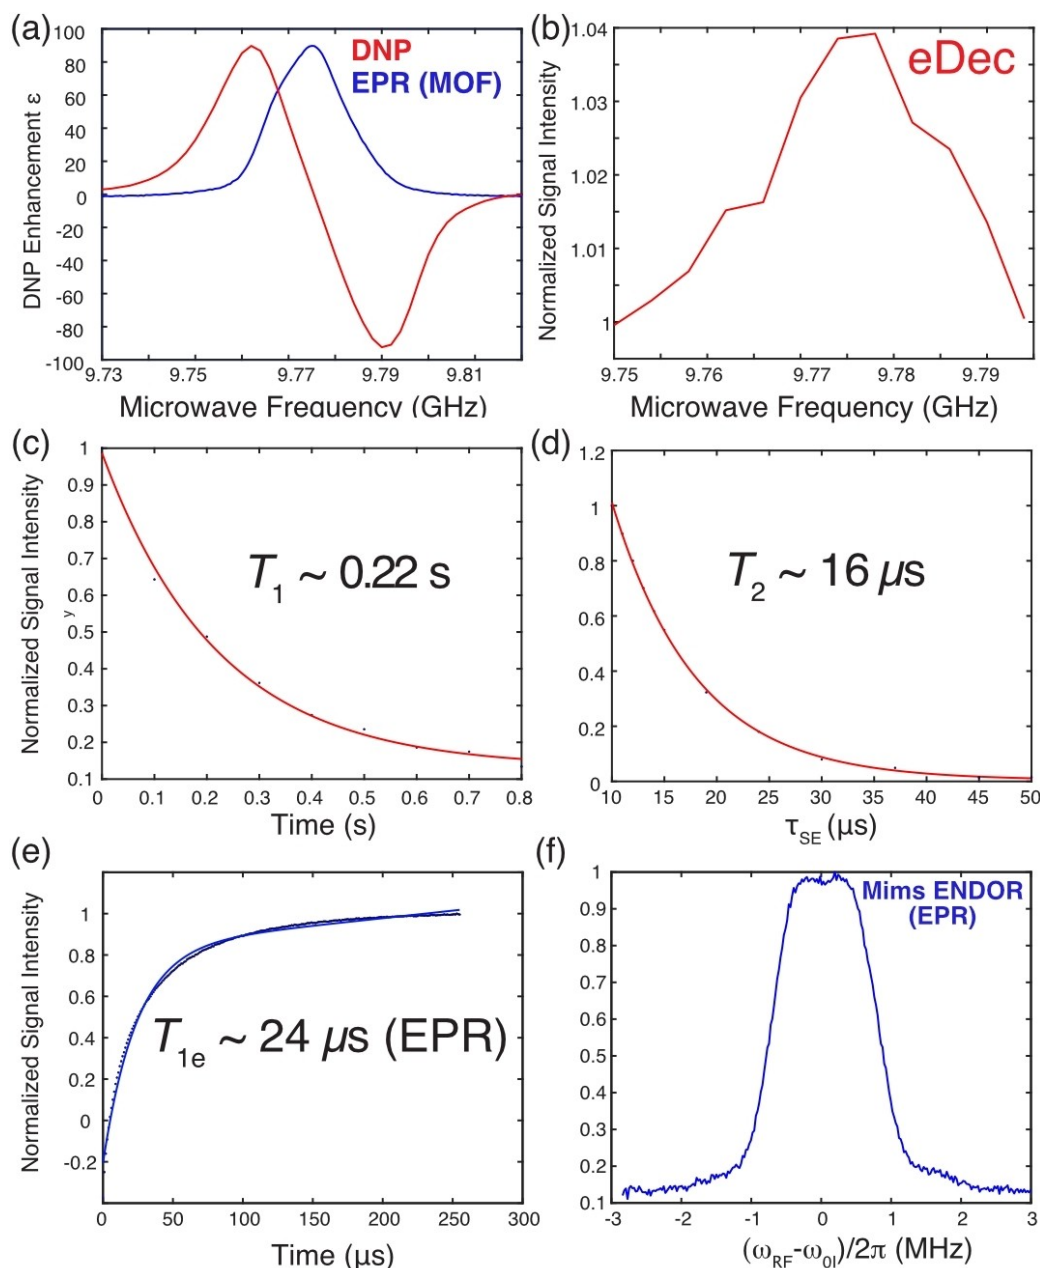 (a)
100
80
60
40
20
0
-20
-40
-60
-80
-100
DNP Enhancement ε
DNP
EPR (MOF)
9.73 9.75 9.77 9.79 9.81
Microwave Frequency (GHz)
(b)
1.04
1.03
1.02
1.01
1
Normalized Signal Intensity
eDec
9.75 9.76 9.77 9.78 9.79
Microwave Frequency (GHz)
(c)
1
0.9
0.8
0.7
0.6
0.5
0.4
0.3
0.2
0.1
Normalized Signal Intensity
y
T1 ~ 0.22 s
0 0.1 0.2 0.3 0.4 0.5 0.6 0.7 0.8
Time (s)
(d)
1.2
1
0.8
0.6
0.4
0.2
0
T2 ~ 16 µs
10 15 20 25 30 35 40 45 50
τSE (µs)
(e)
1
0.8
0.6
0.4
0.2
0
-0.2
Normalized Signal Intensity
T1e ~ 24 µs (EPR)
0 50 100 150 200 250 300
Time (µs)
(f)
1
0.9
0.8
0.7
0.6
0.5
0.4
0.3
0.2
0.1
Mims ENDOR
(EPR)
-3 -2 -1 0 1 2 3
(ωRF-ω0I)/2π (MHz)